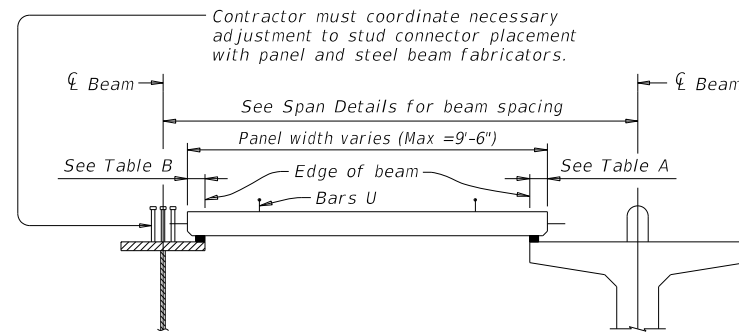 Contractor must coordinate necessary
adjustment to stud connector placement
with panel and steel beam fabricators.
℄ Beam
℄ Beam
See Span Details for beam spacing
Panel width varies (Max =9'-6")
See Table B
Edge of beam
See Table A
Bars U